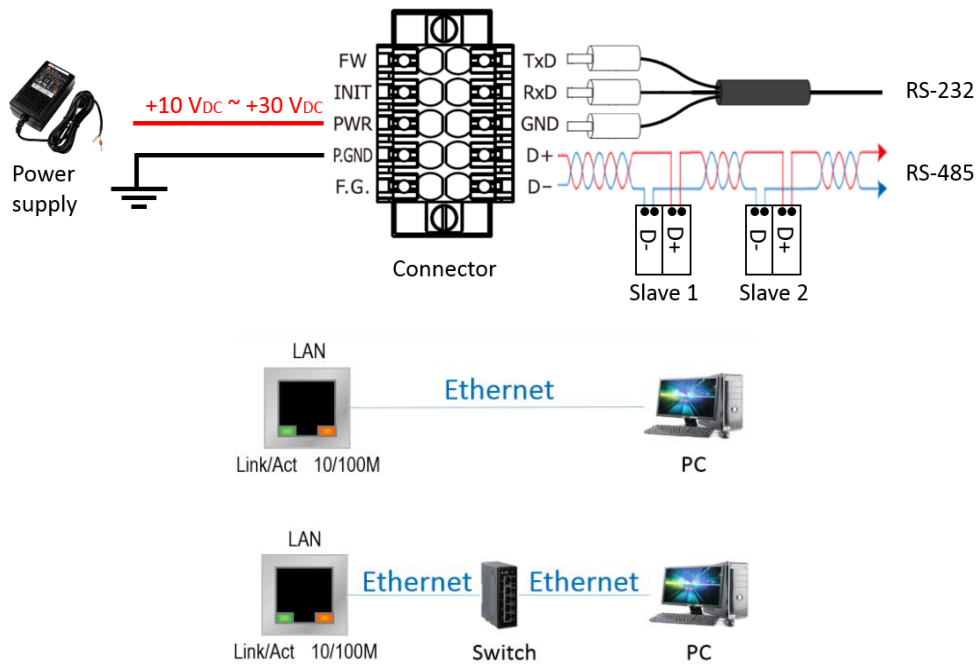 FW
TxD
INIT
RxD
RS-232
+10 VDC ~ +30 VDC
PWR
GND
P.GND
D+
F.G.
D−
RS-485
Power
supply
D-
D+
D-
D+
Connector
Slave 1
Slave 2
LAN
Ethernet
Link/Act 10/100M
PC
LAN
Ethernet
Ethernet
Link/Act 10/100M
Switch
PC